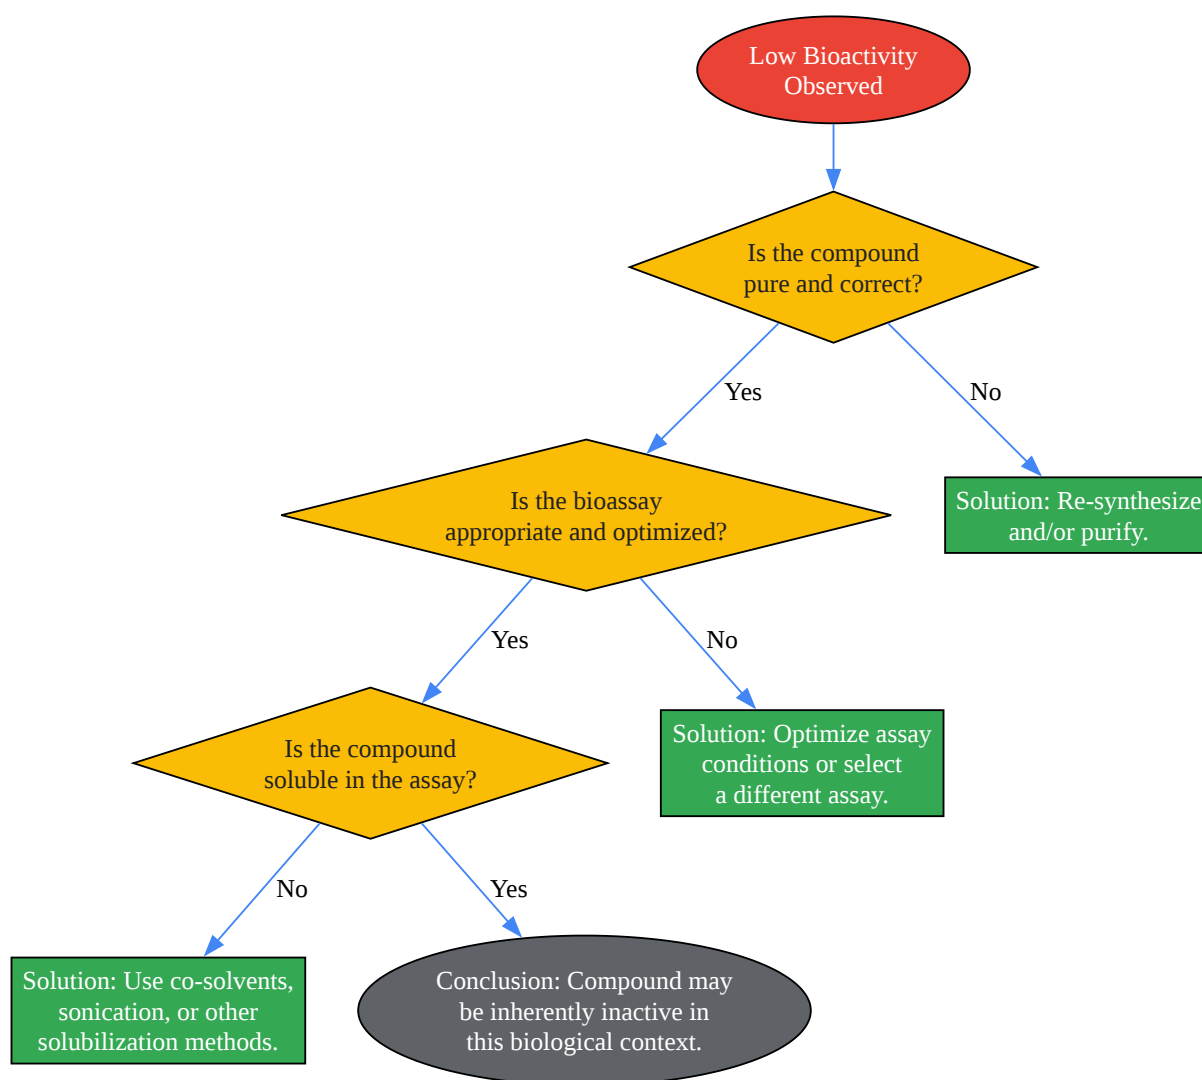 Low Bioactivity
Observed
Is the compound
pure and correct?
Yes
No
Is the bioassay
appropriate and optimized?
Solution: Re-synthesize
and/or purify.
Yes
No
Is the compound
soluble in the assay?
Solution: Optimize assay
conditions or select
a different assay.
No
Yes
Solution: Use co-solvents,
sonication, or other
solubilization methods.
Conclusion: Compound may
be inherently inactive in
this biological context.